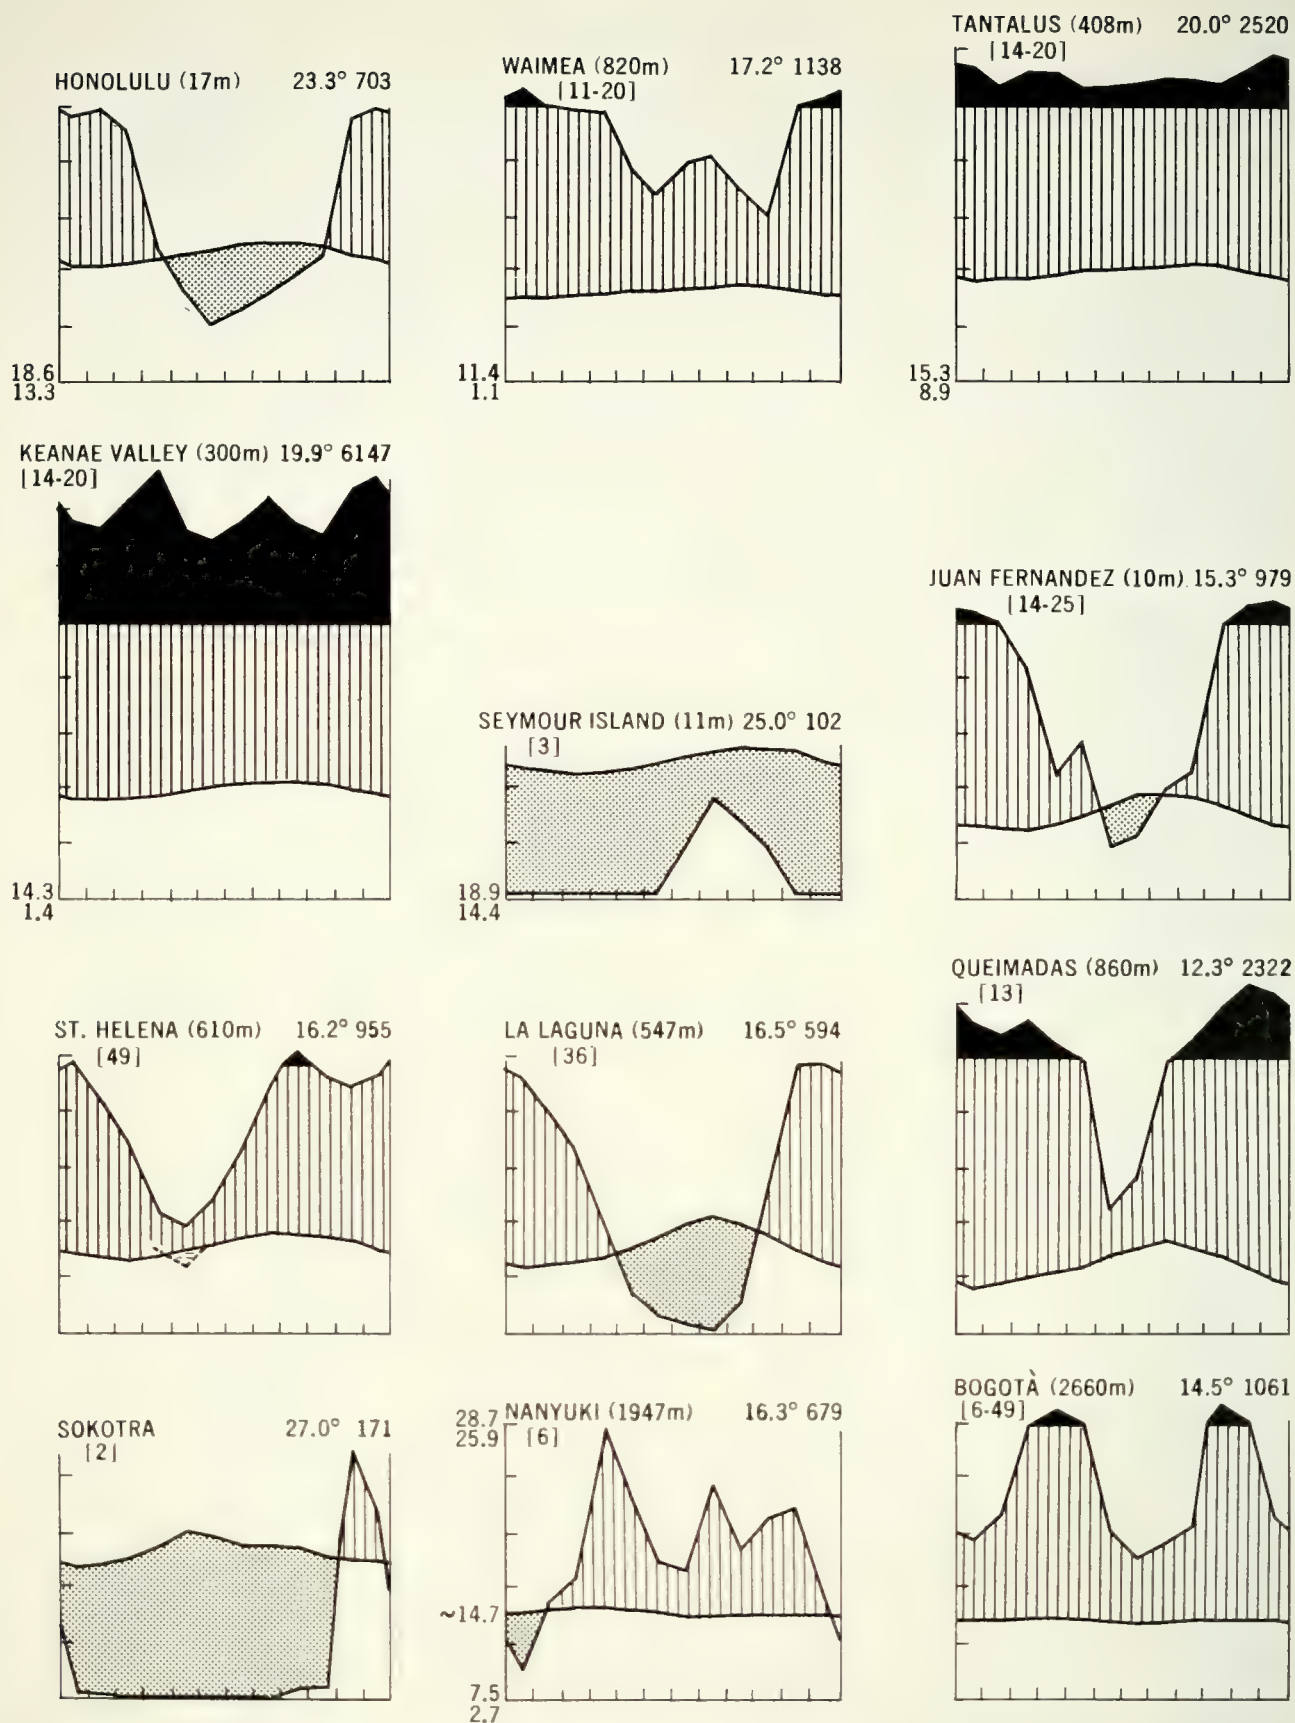 TANTALUS (408m) 20.0° 2520
[14-20]
HONOLULU (17m) 23.3° 703
WAIMEA (820m) 17.2° 1138
[11-20]
18.6
13.3
11.4
1.1
15.3
8.9
KEANAE VALLEY (300m) 19.9° 6147
[14-20]
JUAN FERNANDEZ (10m) 15.3° 979
[14-25]
SEYMOUR ISLAND (11m) 25.0° 102
[3]
14.3
1.4
18.9
14.4
QUEIMADAS (860m) 12.3° 2322
[13]
ST. HELENA (610m) 16.2° 955
[49]
LA LAGUNA (547m) 16.5° 594
[36]
BOGOTÀ (2660m) 14.5° 1061
[6-49]
SOKOTRA 27.0° 171
[2]
28.7 NANYUKI (1947m) 16.3° 679
25.9 [6]
~14.7
7.5
2.7